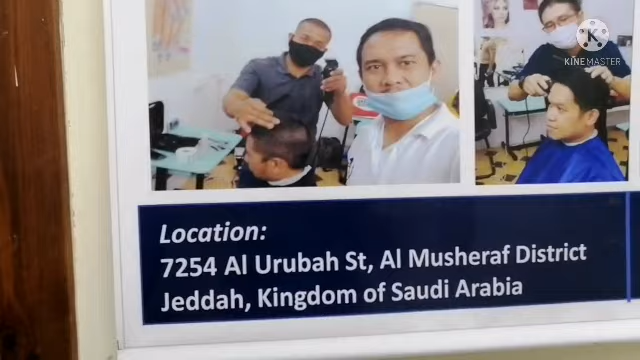 K
KINEMASTER
Location:
7254 Al Urubah St, Al Musheraf District
Jeddah, Kingdom of Saudi Arabia